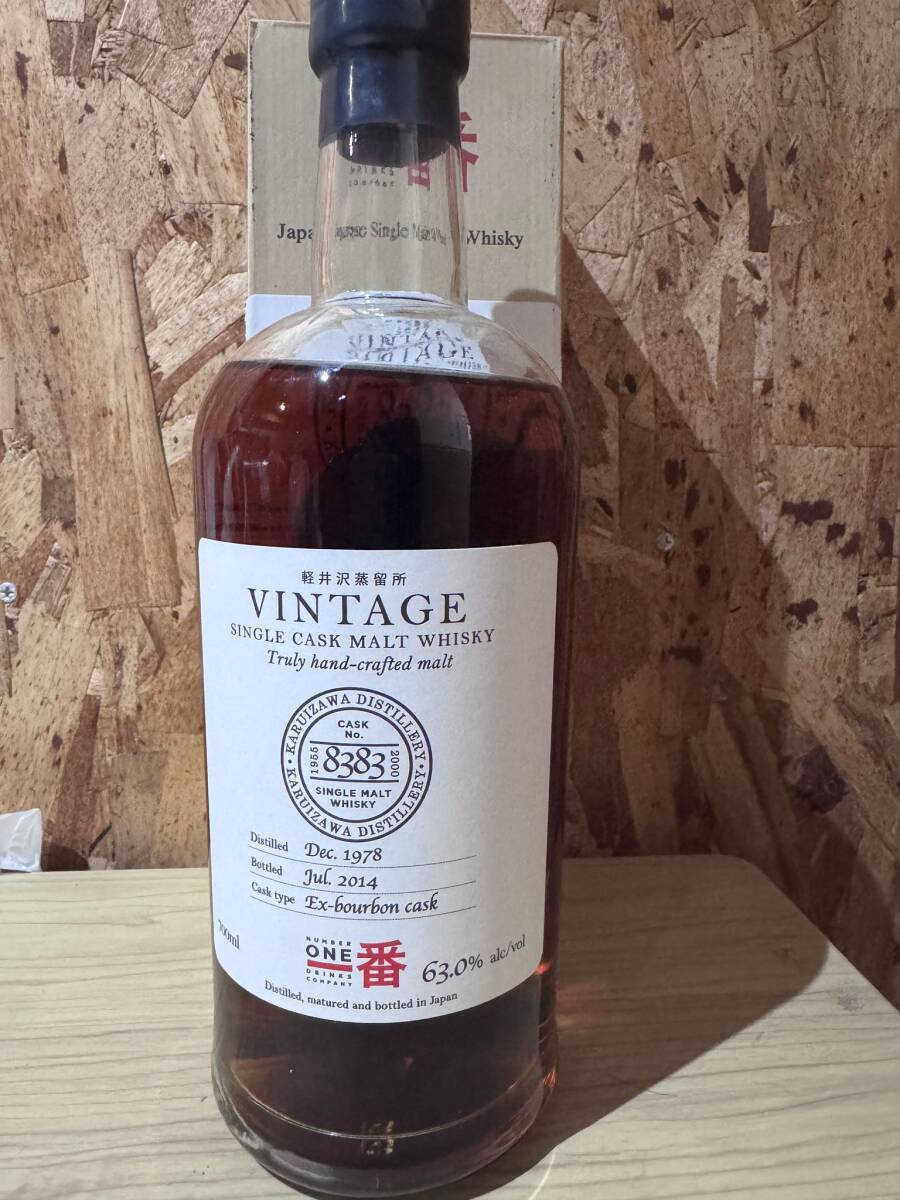 DRINKS
番
Japa
Whisky
VINTAGE
軽井沢蒸留所
VINTAGE
SINGLE CASK MALT WHISKY
Truly hand-crafted malt
• KARUIZAWA DISTILLERY •
CASK
No.
1955
8383
2000
SINGLE MALT
WHISKY
KARUIZAWA DISTILLERY
Distilled Dec. 1978
Bottled Jul. 2014
Cask type Ex-bourbon cask
700ml
NUMBER
ONE
DRINKS
COMPANY
番
63.0% alc/vol
Distilled, matured and bottled in Japan